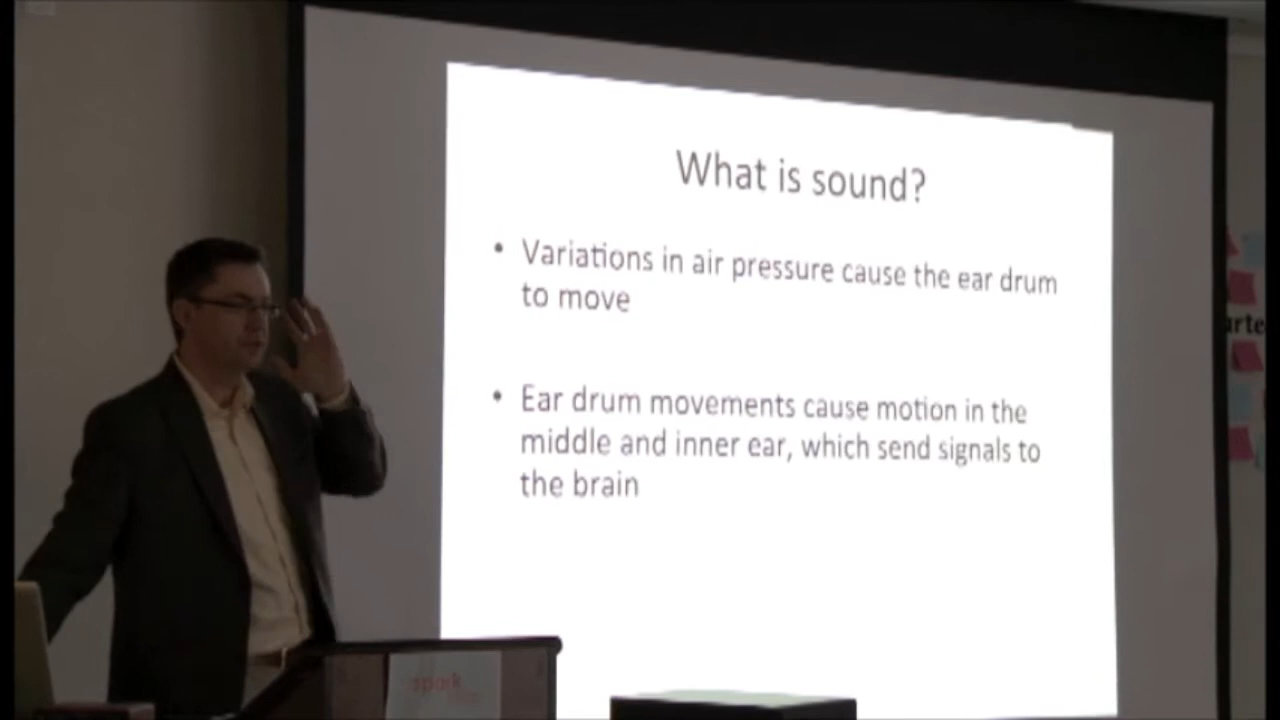 What is sound?
• Variations in air pressure cause the ear drum
to move
• Ear drum movements cause motion in the
middle and inner ear, which send signals to
the brain
spark
arte